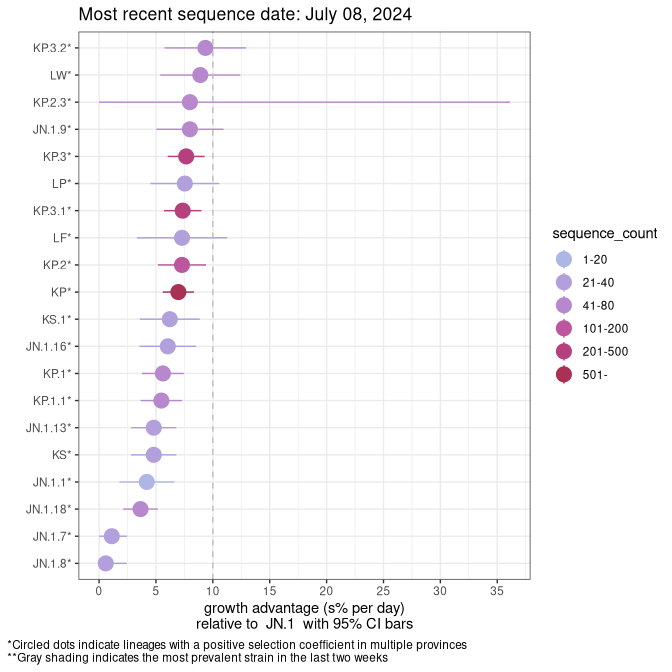 Most recent sequence date: July 08, 2024
KP.3.2*
LW*
KP.2.3*
JN.1.9*
KP.3*
LP*
KP.3.1*
LF*
KP.2*
KP*
KS.1*
JN.1.16*
KP.1*
KP.1.1*
JN.1.13*
KS*
JN.1.1*
JN.1.18*
JN.1.7*
JN.1.8*
0 5 10 15 20 25 30 35
growth advantage (s% per day)
relative to JN.1 with 95% CI bars
sequence_count
1-20
21-40
41-80
101-200
201-500
501-
*Circled dots indicate lineages with a positive selection coefficient in multiple provinces
**Gray shading indicates the most prevalent strain in the last two weeks